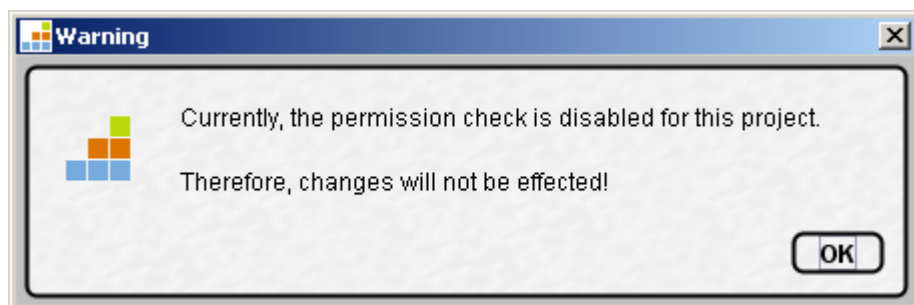 Warning
Currently, the permission check is disabled for this project.
Therefore, changes will not be effected!
OK